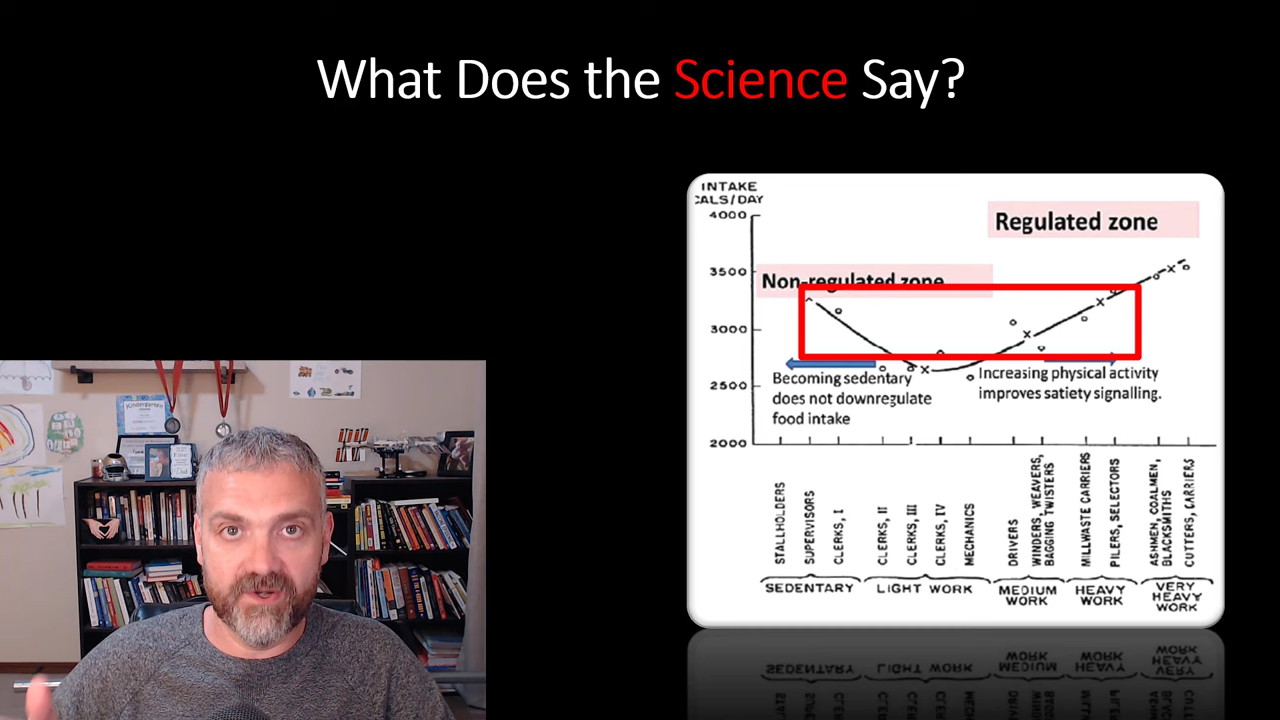 What Does the Science Say?
INTAKE
CALS/DAY
4000
3500
3000
2500
2000
Regulated zone
Non-regulated zone
Becoming sedentary
does not downregulate
food intake
Increasing physical activity
improves satiety signalling.
STALLHOLDERS
SUPERVISORS
CLERKS, I
CLERKS, II
CLERKS, III
CLERKS, IV
MECHANICS
DRIVERS
WINDERS, WEAVERS,
BAGGING TWISTERS
MILLWASTE CARRIERS
PILERS, SELECTORS
ASHMEN, COALMEN,
BLACKSMITHS
CUTTERS, CARRIERS
SEDENTARY
LIGHT WORK
MEDIUM
WORK
HEAVY
WORK
VERY
HEAVY
WORK
Kindergarten